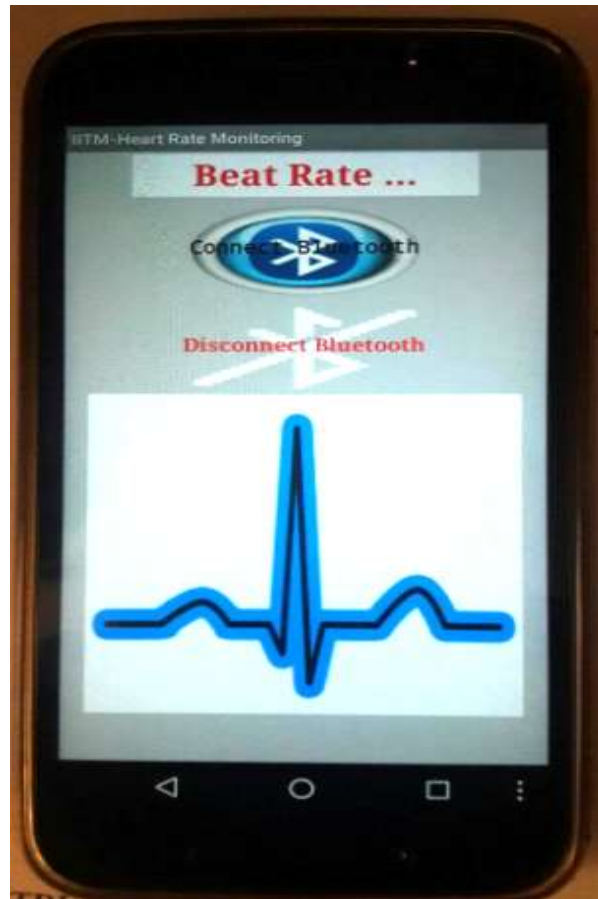 BTM-Heart Rate Monitoring
Beat Rate ...
Connect Bluetooth
Disconnect Bluetooth